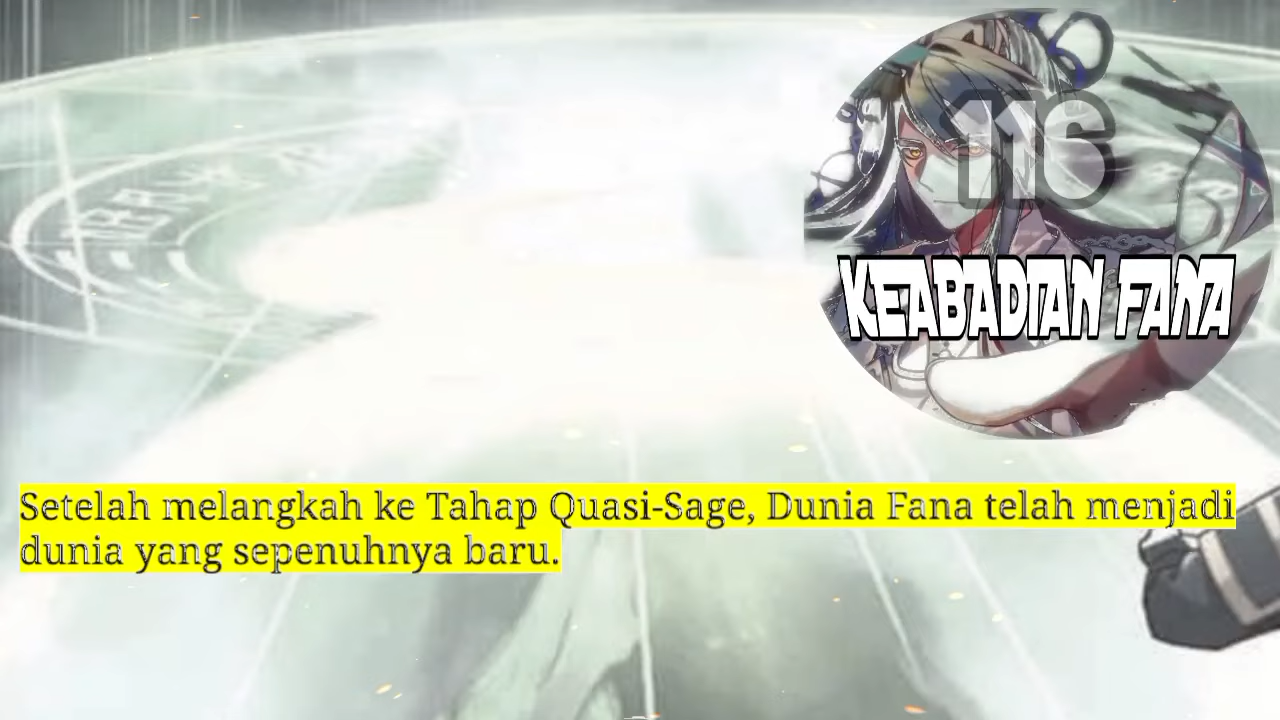 116
KEABADIAN FANA
Setelah melangkah ke Tahap Quasi-Sage, Dunia Fana telah menjadi
dunia yang sepenuhnya baru.